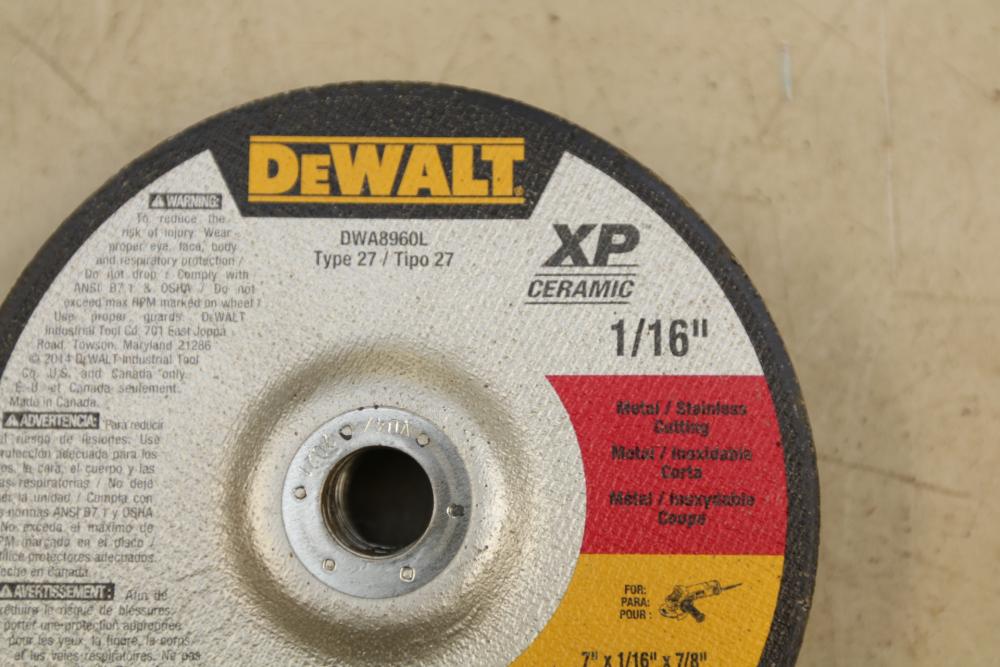 DEWALT
DWA8960L
Type 27 / Tipo 27
XP™
CERAMIC
1/16"
WARNING:
To reduce the
risk of injury. Wear
proper eye, face, body
and respiratory protection /
Do not drop / Comply with
ANSI B7.1 & OSHA / Do not
exceed max RPM marked on wheel /
Use proper guards. DEWALT
Industrial Tool Co. 701 East Joppa
Road, Towson, Maryland 21286
© 2014 DEWALT Industrial Tool
Co. U.S. and Canada only.
É-U et Canada seulement.
Made in Canada.
ADVERTENCIA: Para reducir
el riesgo de lesiones. Use
protección adecuada para los
ojos, la cara, el cuerpo y las
respiratorias / No deje
la unidad / Cumpla con
normas ANSI B7.1 y OSHA
No exceda el máximo de
RPM marcado en el disco /
protectores adecuados.
Hecho en Canadá.
AVERTISSEMENT: Afin de
réduire le risque de blessures,
porter une protection appropriée
pour les yeux, la figure, le corps
et les voies respiratoires. Ne pas
Metal / Stainless
Cutting
Metal / Inoxidable
Corta
Métal / Inoxydable
Coupe
FOR:
PARA:
POUR :
7" x 1/16" x 7/8"